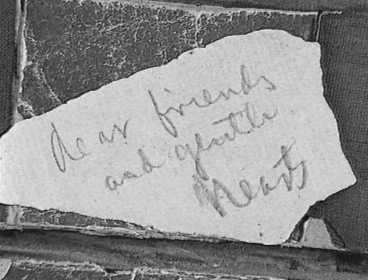 Dear friends
and gentle
hearts